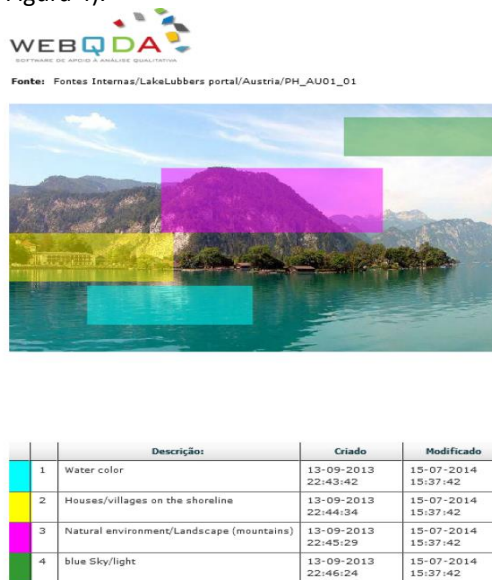 Figura 4).
WEBQDA
SOFTWARE DE APOIO À ANÁLISE QUALITATIVA
Fonte: Fontes Internas/LakeLubbers portal/Austria/PH_AU01_01
Descrição: Criado Modificado
1 Water color 13-09-2013 22:43:42 15-07-2014 15:37:42
2 Houses/villages on the shoreline 13-09-2013 22:44:34 15-07-2014 15:37:42
3 Natural environment/Landscape (mountains) 13-09-2013 22:45:29 15-07-2014 15:37:42
4 blue Sky/light 13-09-2013 22:46:24 15-07-2014 15:37:42